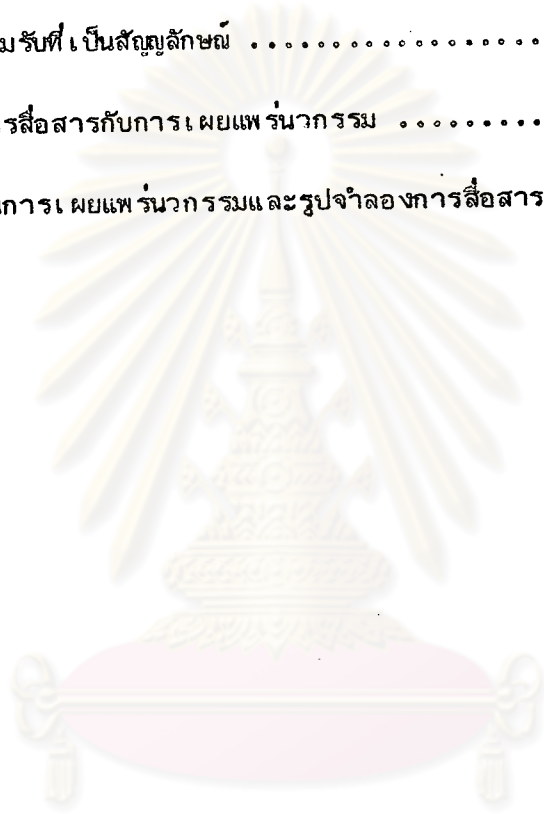 มรับที่เป็นสัญญลักษณ์ ..................
รสื่อสารกับการเผยแพร่นวกรรม .........
การเผยแพร่นวกรรมและรูปจำลองการสื่อสาร